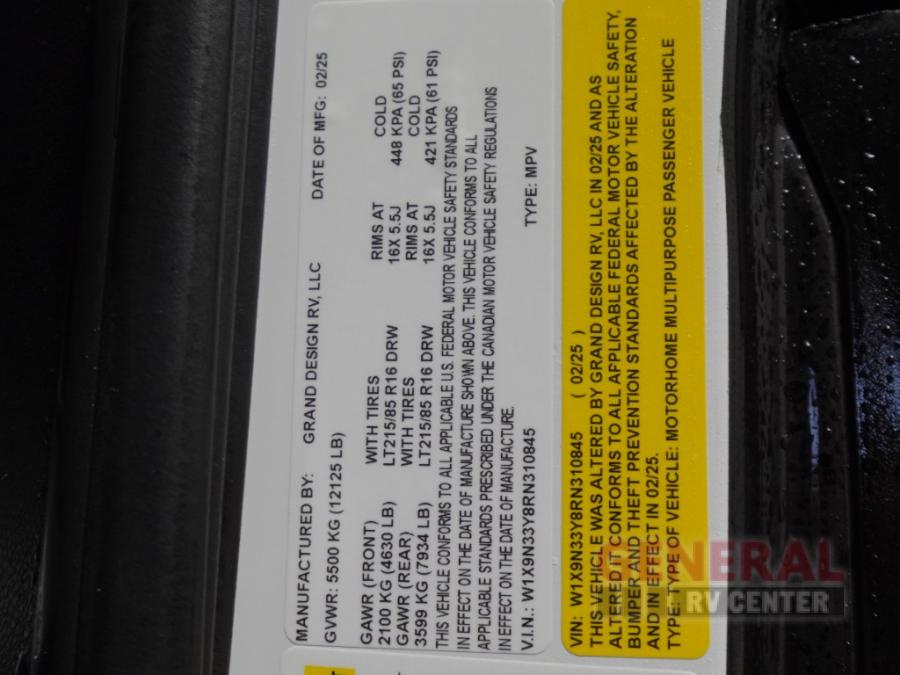 MANUFACTURED BY: GRAND DESIGN RV, LLC DATE OF MFG: 02/25
GVWR: 5500 KG (12125 LB)
GAWR (FRONT) WITH TIRES RIMS AT COLD
2100 KG (4630 LB) LT215/85 R16 DRW 16X 5.5J 448 KPA (65 PSI)
GAWR (REAR) WITH TIRES RIMS AT COLD
3599 KG (7934 LB) LT215/85 R16 DRW 16X 5.5J 421 KPA (61 PSI)
THIS VEHICLE CONFORMS TO ALL APPLICABLE U.S. FEDERAL MOTOR VEHICLE SAFETY STANDARDS
IN EFFECT ON THE DATE OF MANUFACTURE SHOWN ABOVE. THIS VEHICLE CONFORMS TO ALL
APPLICABLE STANDARDS PRESCRIBED UNDER THE CANADIAN MOTOR VEHICLE SAFETY REGULATIONS
IN EFFECT ON THE DATE OF MANUFACTURE.
V.I.N.: W1X9N33Y8RN310845 TYPE: MPV
VIN: W1X9N33Y8RN310845 ( 02/25 )
THIS VEHICLE WAS ALTERED BY GRAND DESIGN RV, LLC IN 02/25 AND AS
ALTERED IT CONFORMS TO ALL APPLICABLE FEDERAL MOTOR VEHICLE SAFETY,
BUMPER AND THEFT PREVENTION STANDARDS AFFECTED BY THE ALTERATION
AND IN EFFECT IN 02/25.
TYPE: TYPE OF VEHICLE: MOTORHOME MULTIPURPOSE PASSENGER VEHICLE
GENERAL
RV CENTER